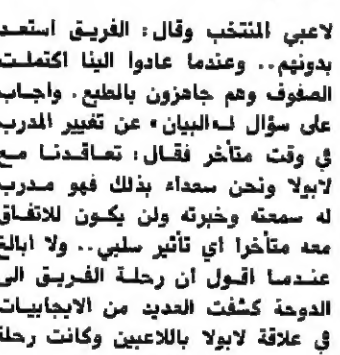 لاعبي المنتخب وقال: الفريق استعد
بدونهم.. وعندما عادوا الينا اكتملت
الصفوف وهم جاهزون بالطبع. واجاب
على سؤال لـ«البيان» عن تغيير المدرب
في وقت متأخر فقال: تعاقدنا مع
لابولا ونحن سعداء بذلك فهو مدرب
له سمعته وخبرته ولن يكون للاتفاق
معه متأخرا اي تأثير سلبي.. ولا ابالغ
عندما اقول ان رحلة الفريق الى
الدوحة كشفت العديد من الايجابيات
في علاقة لابولا باللاعبين وكانت رحلة